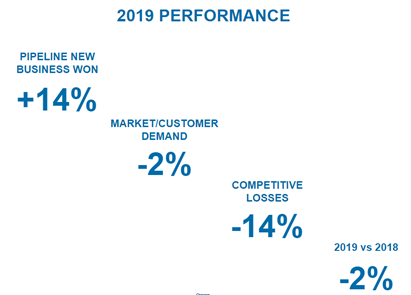 2019 PERFORMANCE
PIPELINE NEW
BUSINESS WON
+14%
MARKET/CUSTOMER
DEMAND
-2%
COMPETITIVE
LOSSES
-14%
2019 vs 2018
-2%